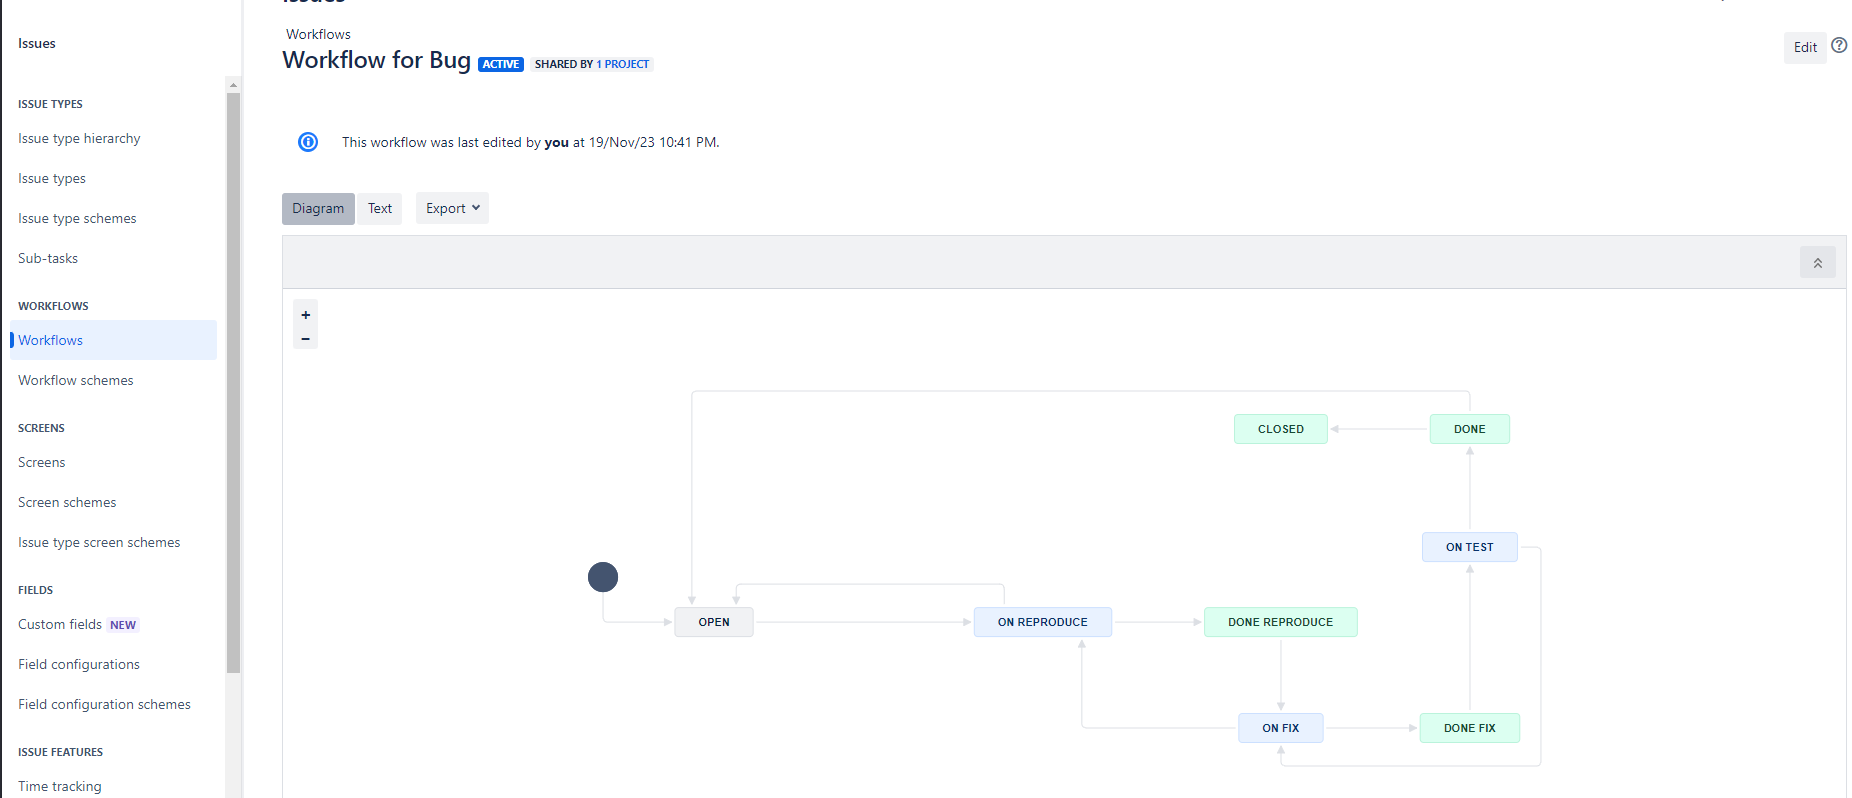 Issues
Issues
ISSUE TYPES
Issue type hierarchy
Issue types
Issue type schemes
Sub-tasks
WORKFLOWS
Workflows
Workflow schemes
SCREENS
Screens
Screen schemes
Issue type screen schemes
FIELDS
Custom fields NEW
Field configurations
Field configuration schemes
ISSUE FEATURES
Time tracking
Workflows
Workflow for Bug ACTIVE SHARED BY 1 PROJECT
Edit
This workflow was last edited by you at 19/Nov/23 10:41 PM.
Diagram Text Export
+
−
CLOSED DONE
ON TEST
OPEN ON REPRODUCE DONE REPRODUCE
ON FIX DONE FIX